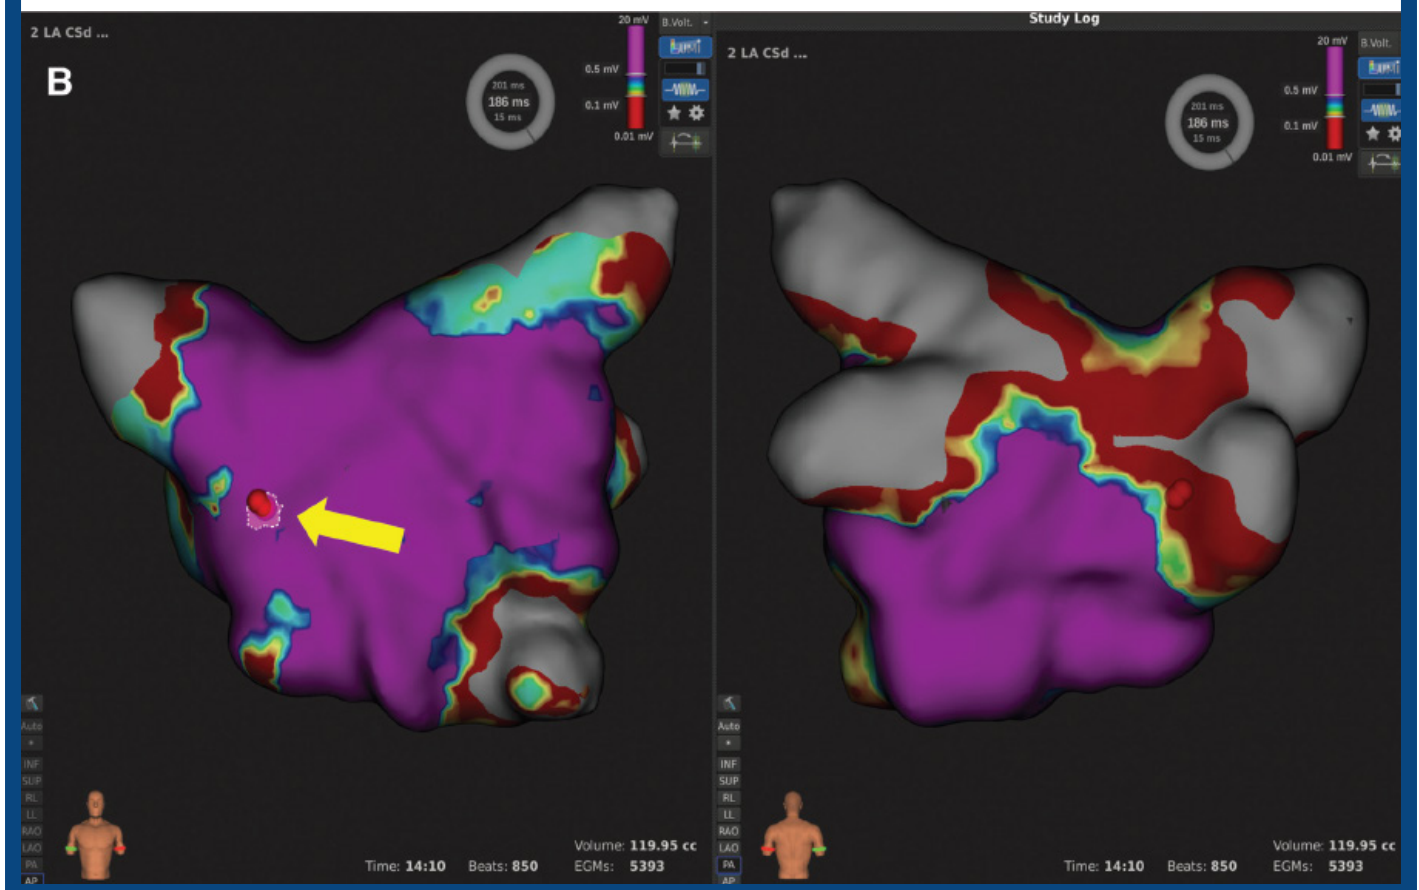 Study Log
2 LA CSd ...
B
201 ms
186 ms
15 ms
20 mV
0.5 mV
0.1 mV
0.01 mV
B.Volt.
Auto
*
INF
SUP
RL
LL
RAO
LAO
PA
AP
Time: 14:10 Beats: 850
Volume: 119.95 cc
EGMs: 5393
2 LA CSd ...
201 ms
186 ms
15 ms
20 mV
0.5 mV
0.1 mV
0.01 mV
B.Volt.
Auto
*
INF
SUP
RL
LL
RAO
LAO
PA
AP
Time: 14:10 Beats: 850
Volume: 119.95 cc
EGMs: 5393